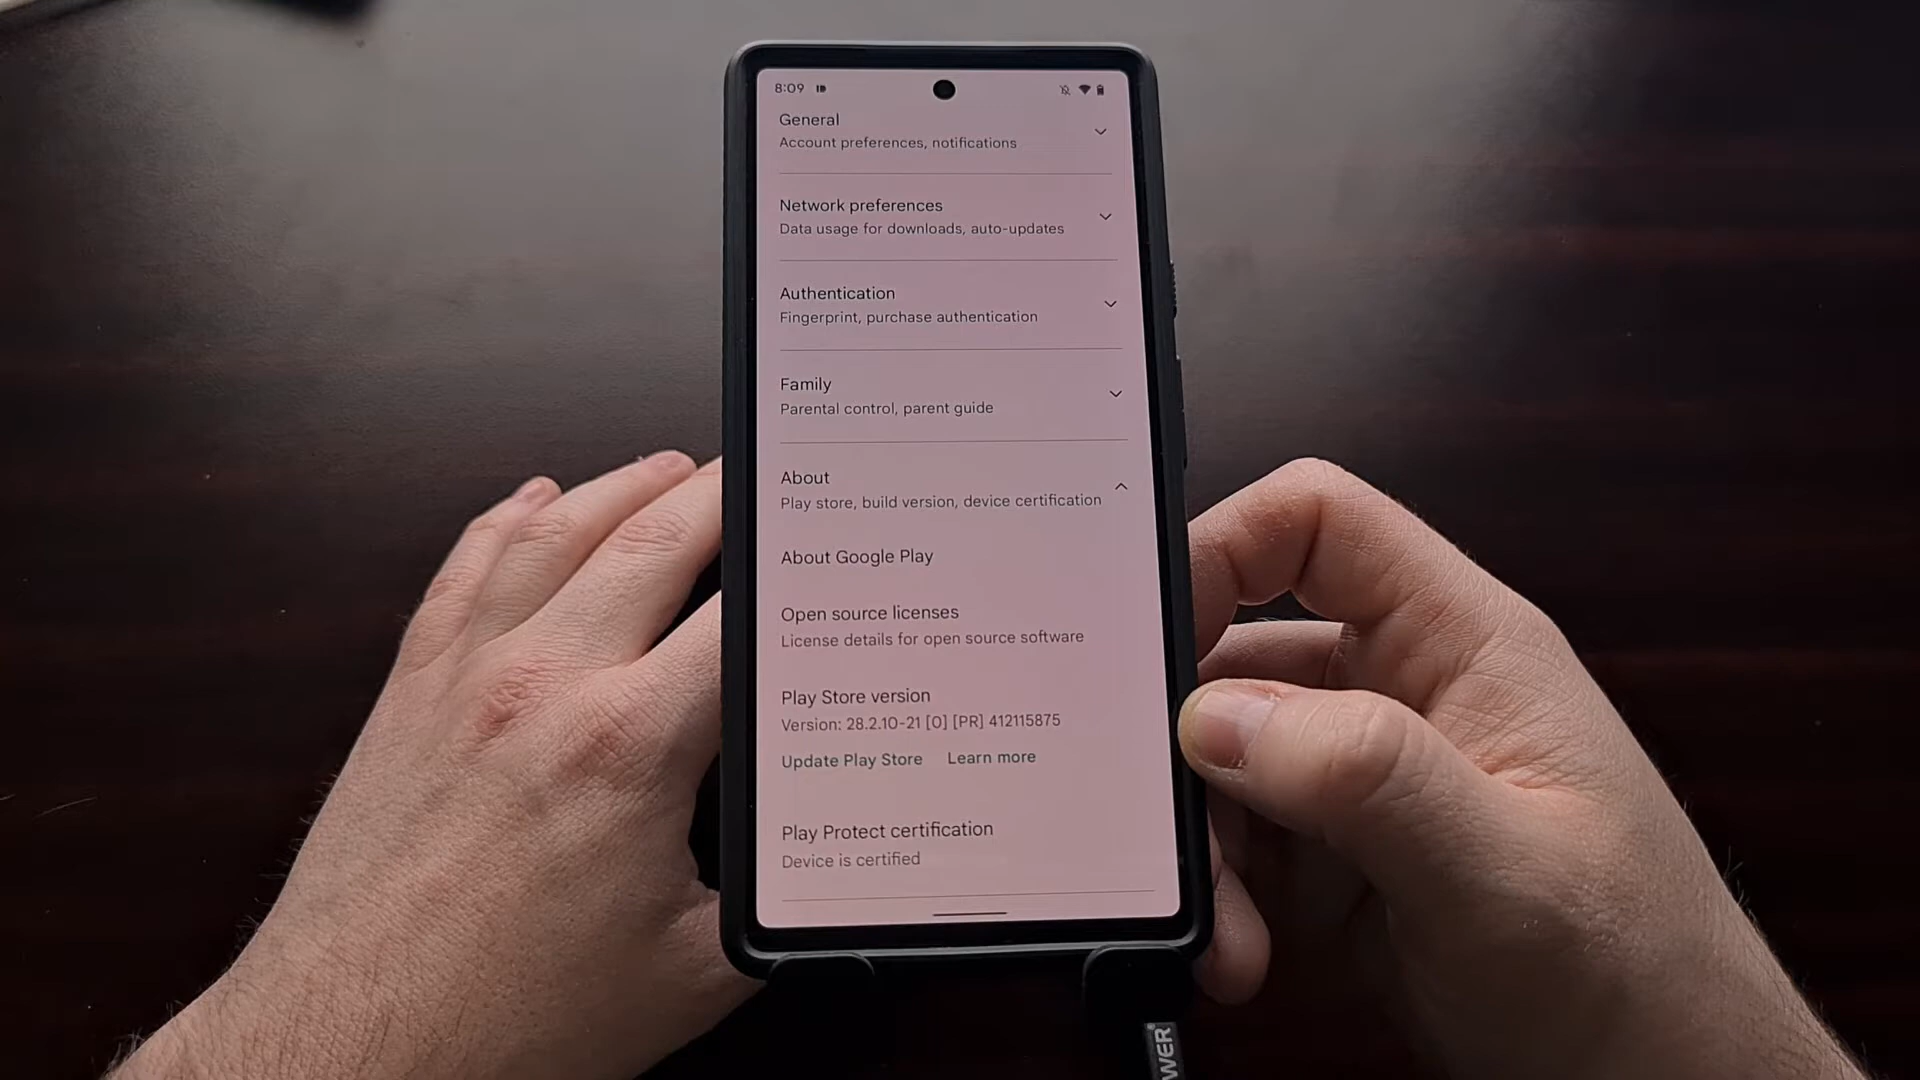 8:09
General
Account preferences, notifications
Network preferences
Data usage for downloads, auto-updates
Authentication
Fingerprint, purchase authentication
Family
Parental control, parent guide
About
Play store, build version, device certification
About Google Play
Open source licenses
License details for open source software
Play Store version
Version: 28.2.10-21 [0] [PR] 412115875
Update Play Store Learn more
Play Protect certification
Device is certified
WER